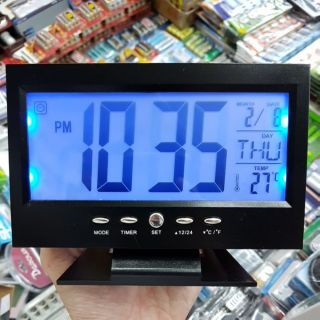 MONTH DATE
PM 10 35 2/8
DAY
THU
TEMP
27°C
MODE TIMER SET ▲12/24 ▼°C/°F